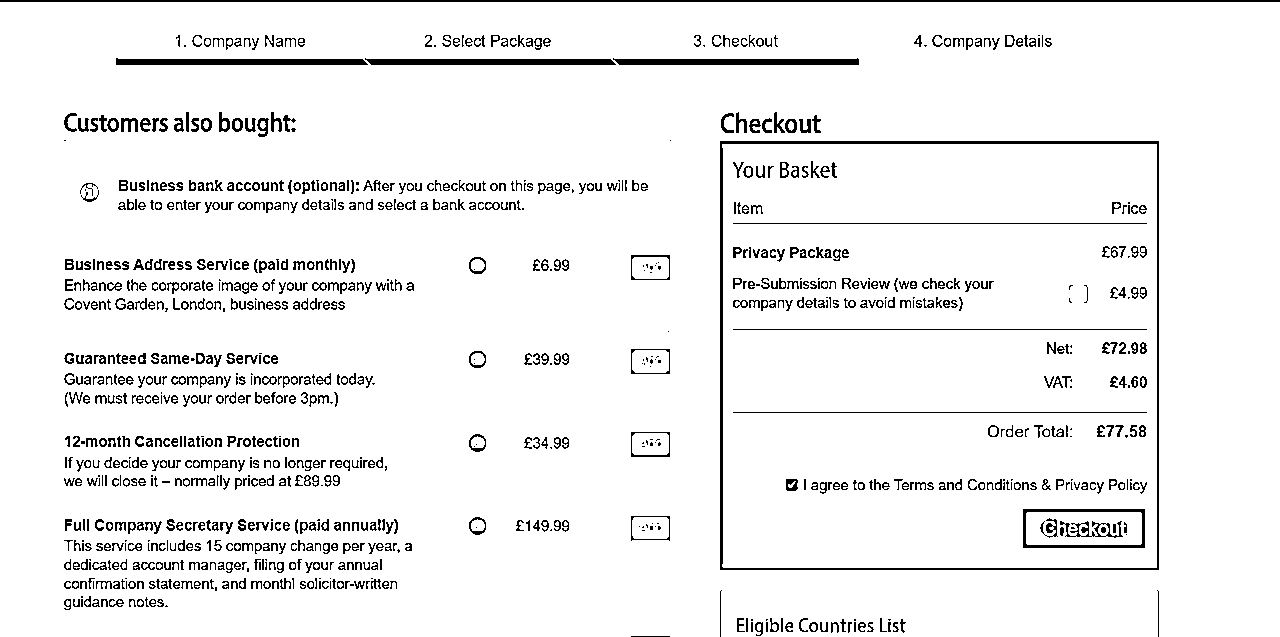 1. Company Name
2. Select Package
3. Checkout
4. Company Details
Customers also bought:
Business bank account (optional): After you checkout on this page, you will be
able to enter your company details and select a bank account.
Business Address Service (paid monthly)
£6.99
Enhance the corporate image of your company with a
Covent Garden, London, business address
Guaranteed Same-Day Service
£39.99
Guarantee your company is incorporated today.
(We must receive your order before 3pm.)
12-month Cancellation Protection
£34.99
If you decide your company is no longer required,
we will close it – normally priced at £89.99
Full Company Secretary Service (paid annually)
£149.99
This service includes 15 company change per year, a
dedicated account manager, filing of your annual
confirmation statement, and monthl solicitor-written
guidance notes.
Checkout
Your Basket
Item Price
Privacy Package £67.99
Pre-Submission Review (we check your
company details to avoid mistakes)
£4.99
Net: £72.98
VAT: £4.60
Order Total: £77.58
I agree to the Terms and Conditions & Privacy Policy
Checkout
Eligible Countries List